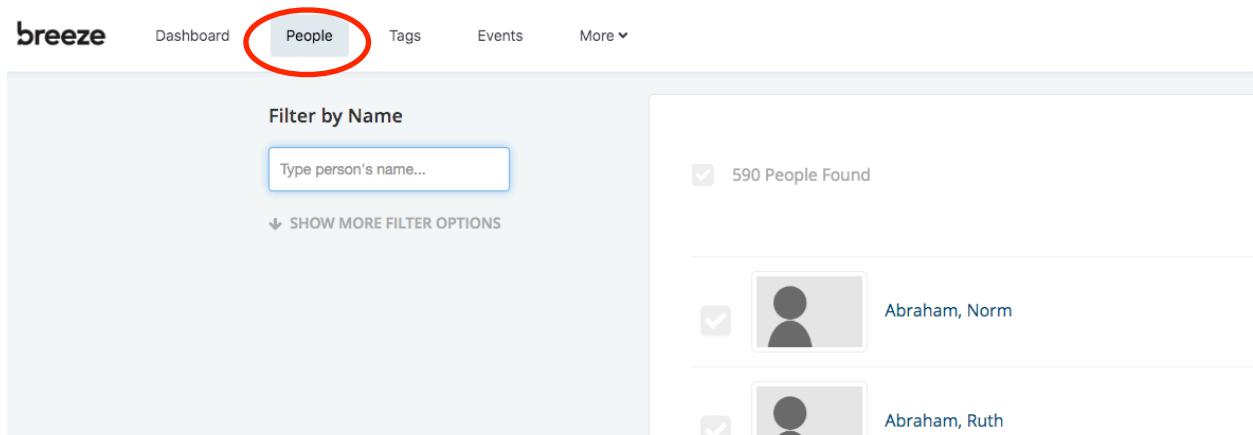 breeze Dashboard People Tags Events More
Filter by Name
Type person's name...
SHOW MORE FILTER OPTIONS
590 People Found
Abraham, Norm
Abraham, Ruth